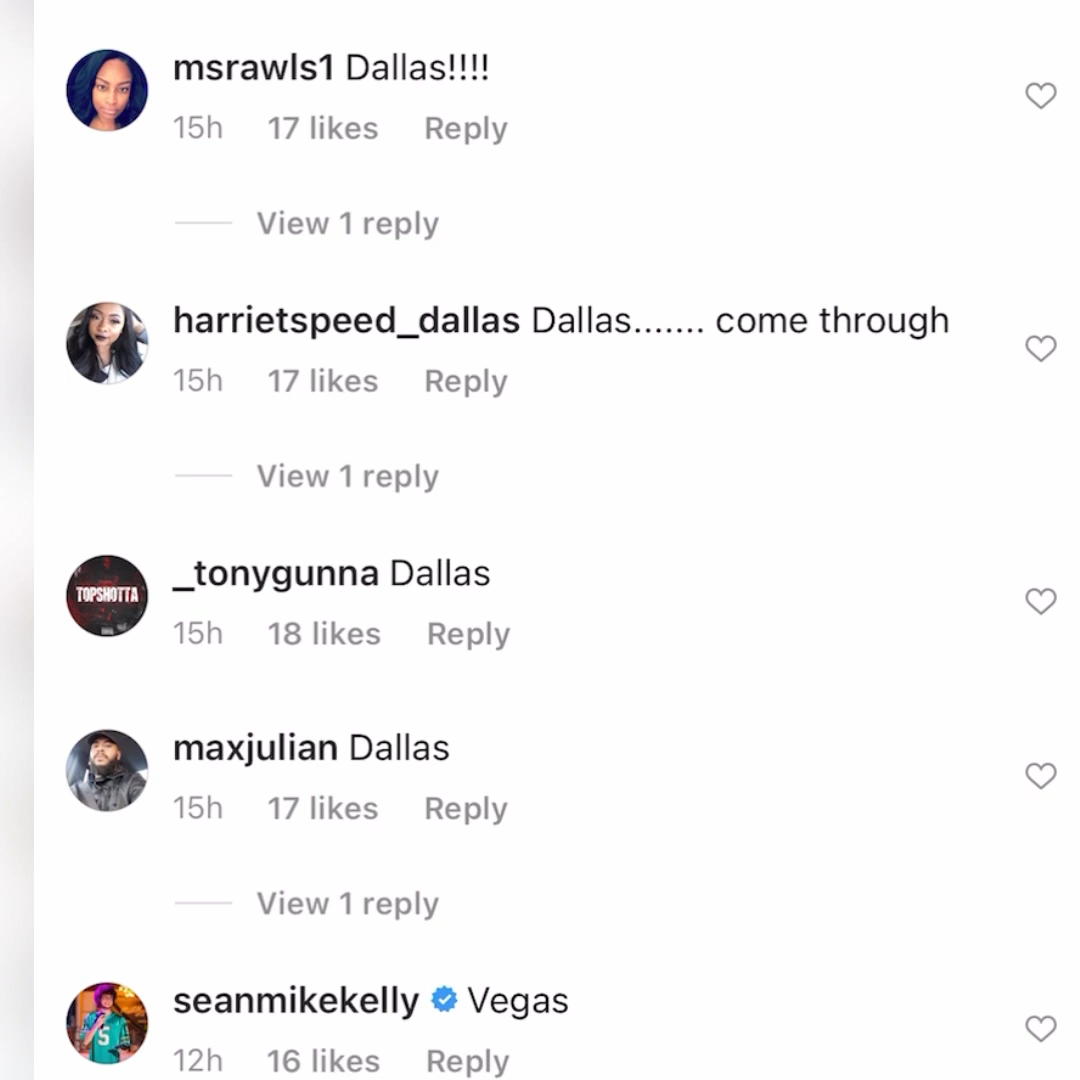 msrawls1 Dallas!!!!
15h 17 likes Reply
View 1 reply
harrietspeed_dallas Dallas....... come through
15h 17 likes Reply
View 1 reply
TOPSHOTTA
_tonygunna Dallas
15h 18 likes Reply
maxjulian Dallas
15h 17 likes Reply
View 1 reply
seanmikekelly Vegas
5
12h 16 likes Reply